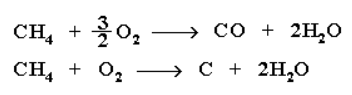 CH₄ + 3/2 O₂ ⟶ CO + 2H₂O
CH₄ + O₂ ⟶ C + 2H₂O